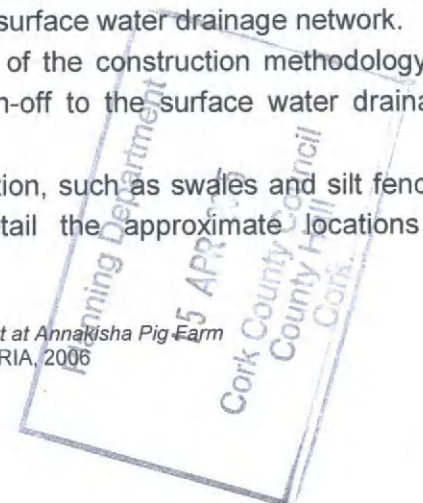 surface water drainage network.
of the construction methodology
n-off to the surface water draina
tion, such as swales and silt fenc
tail the approximate locations
t at Annakisha Pig Farm
RIA, 2006
Planning Department
APR
Cork County Council
County Hall
Cork.